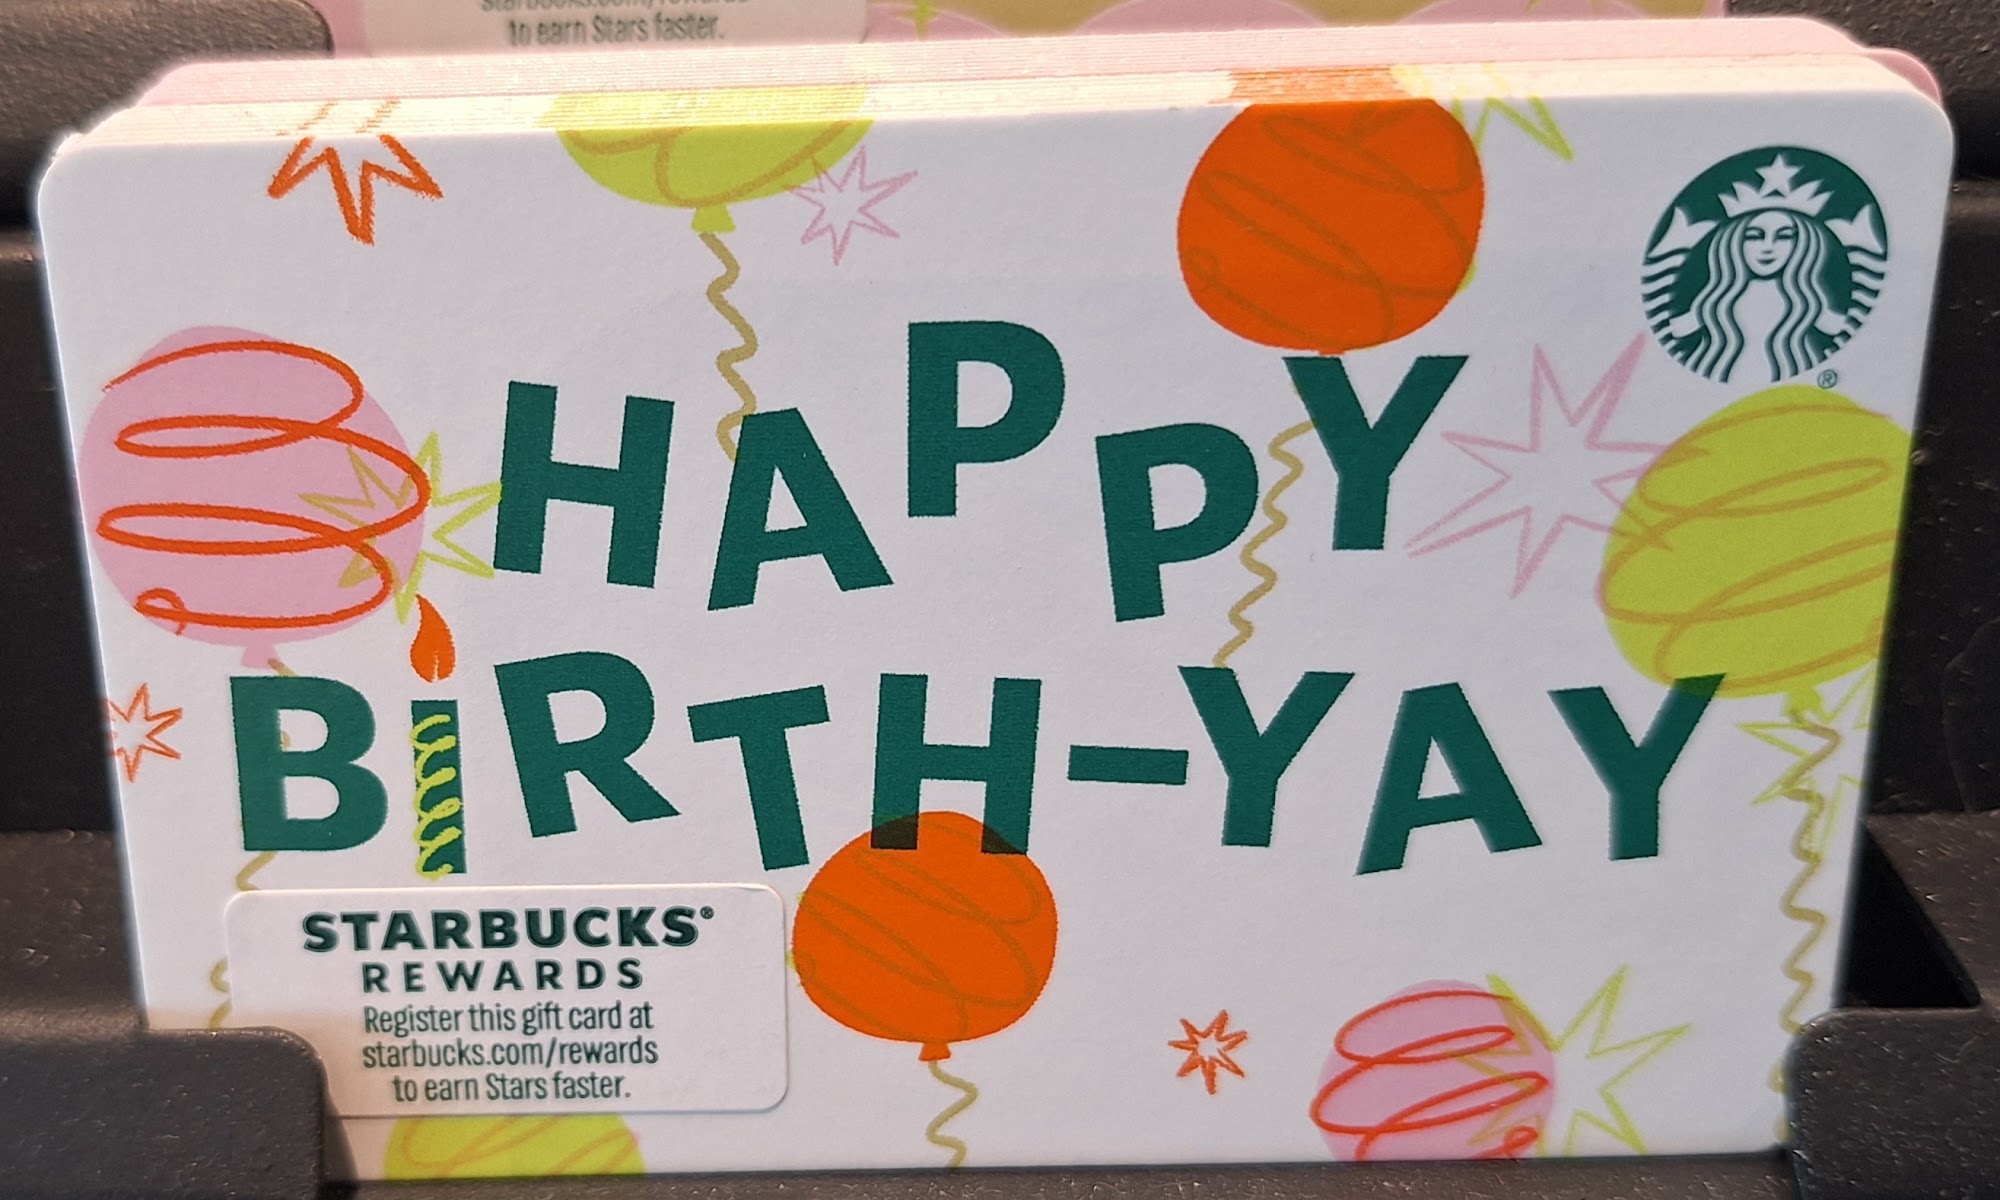 to earn Stars faster.
HAPPY
BiRTH-YAY
STARBUCKS®
REWARDS
Register this gift card at
starbucks.com/rewards
to earn Stars faster.
®